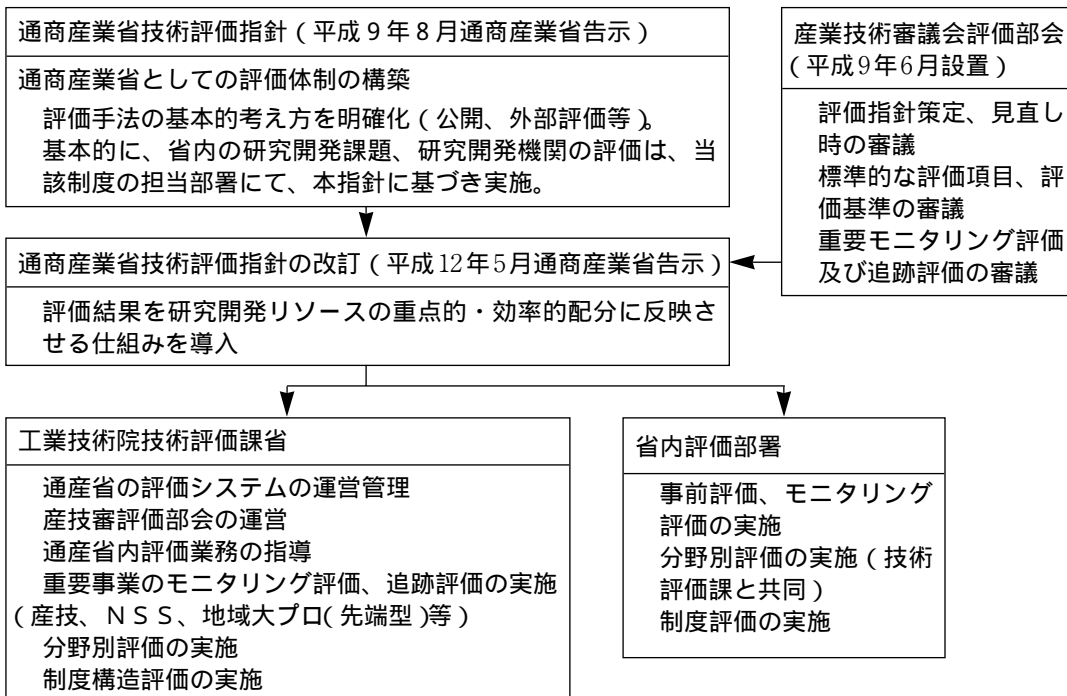 通商産業省技術評価指針（平成９年８月通商産業省告示）
通商産業省としての評価体制の構築
評価手法の基本的考え方を明確化（公開、外部評価等）。
基本的に、省内の研究開発課題、研究開発機関の評価は、当
該制度の担当部署にて、本指針に基づき実施。
産業技術審議会評価部会
（平成9年6月設置）
評価指針策定、見直し
時の審議
標準的な評価項目、評
価基準の審議
重要モニタリング評価
及び追跡評価の審議
通商産業省技術評価指針の改訂（平成12年5月通商産業省告示）
評価結果を研究開発リソースの重点的・効率的配分に反映さ
せる仕組みを導入
工業技術院技術評価課省
通産省の評価システムの運営管理
産技審評価部会の運営
通産省内評価業務の指導
重要事業のモニタリング評価、追跡評価の実施
（産技、ＮＳＳ、地域大プロ（先端型）等）
分野別評価の実施
制度構造評価の実施
省内評価部署
事前評価、モニタリング
評価の実施
分野別評価の実施（技術
評価課と共同）
制度評価の実施